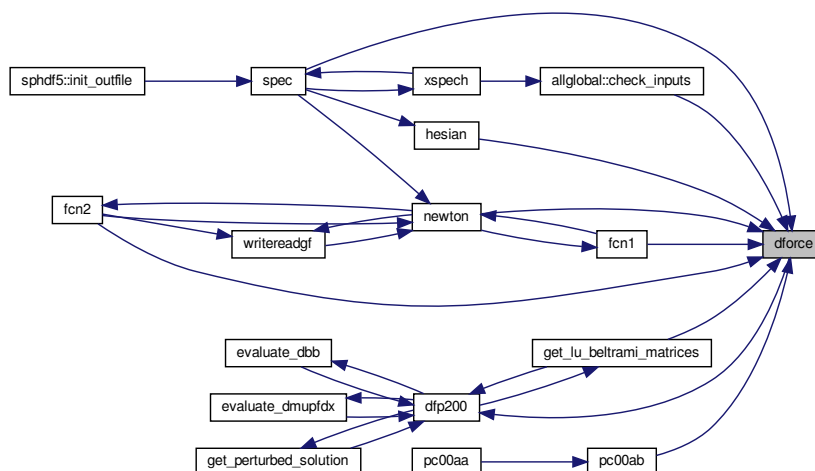 sphdf5::init_outfile
spec
xspech
allglobal::check_inputs
hesian
fcn2
newton
writereadgf
fcn1
dforce
evaluate_dbb
get_lu_beltrami_matrices
evaluate_dmupfdx
dfp200
get_perturbed_solution
pc00aa
pc00ab